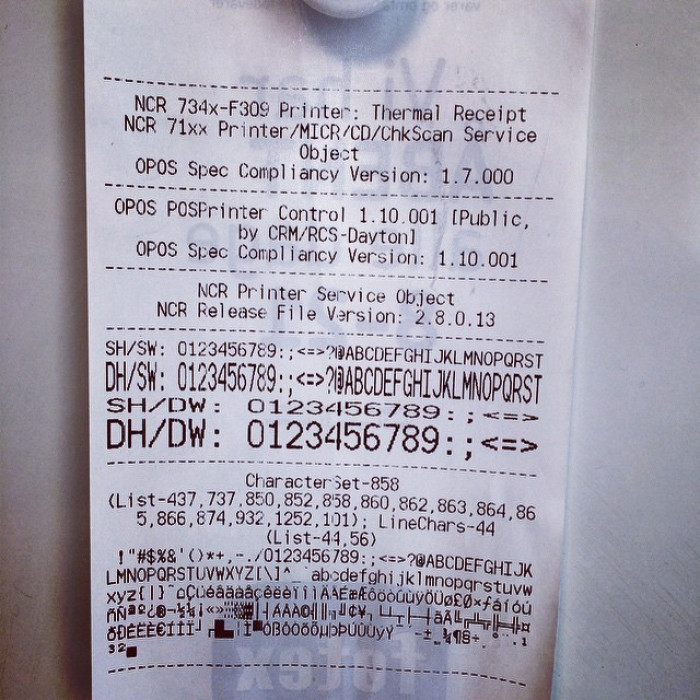 NCR 734x-F309 Printer: Thermal Receipt
NCR 71xx Printer/MICR/CD/ChkScan Service
Object
OPOS Spec Compliancy Version: 1.7.000
OPOS POSPrinter Control 1.10.001 [Public,
by CRM/RCS-Dayton]
OPOS Spec Compliancy Version: 1.10.001
NCR Printer Service Object
NCR Release File Version: 2.8.0.13
SH/SW: 0123456789:;<=>?@ABCDEFGHIJKLMNOPQRST
DH/SW: 0123456789:;<=>?@ABCDEFGHIJKLMNOPQRST
SH/DW: 0123456789:;<=>
DH/DW: 0123456789:;<=>
CharacterSet-858
(List-437,737,850,852,858,860,862,863,864,86
5,866,874,932,1252,101); LineChars-44
(List-44,56)
!"#$%&'()*+,-./0123456789:;<=>?@ABCDEFGHIJK
LMNOPQRSTUVWXYZ[\]^_`abcdefghijklmnopqrstuvw
føtex